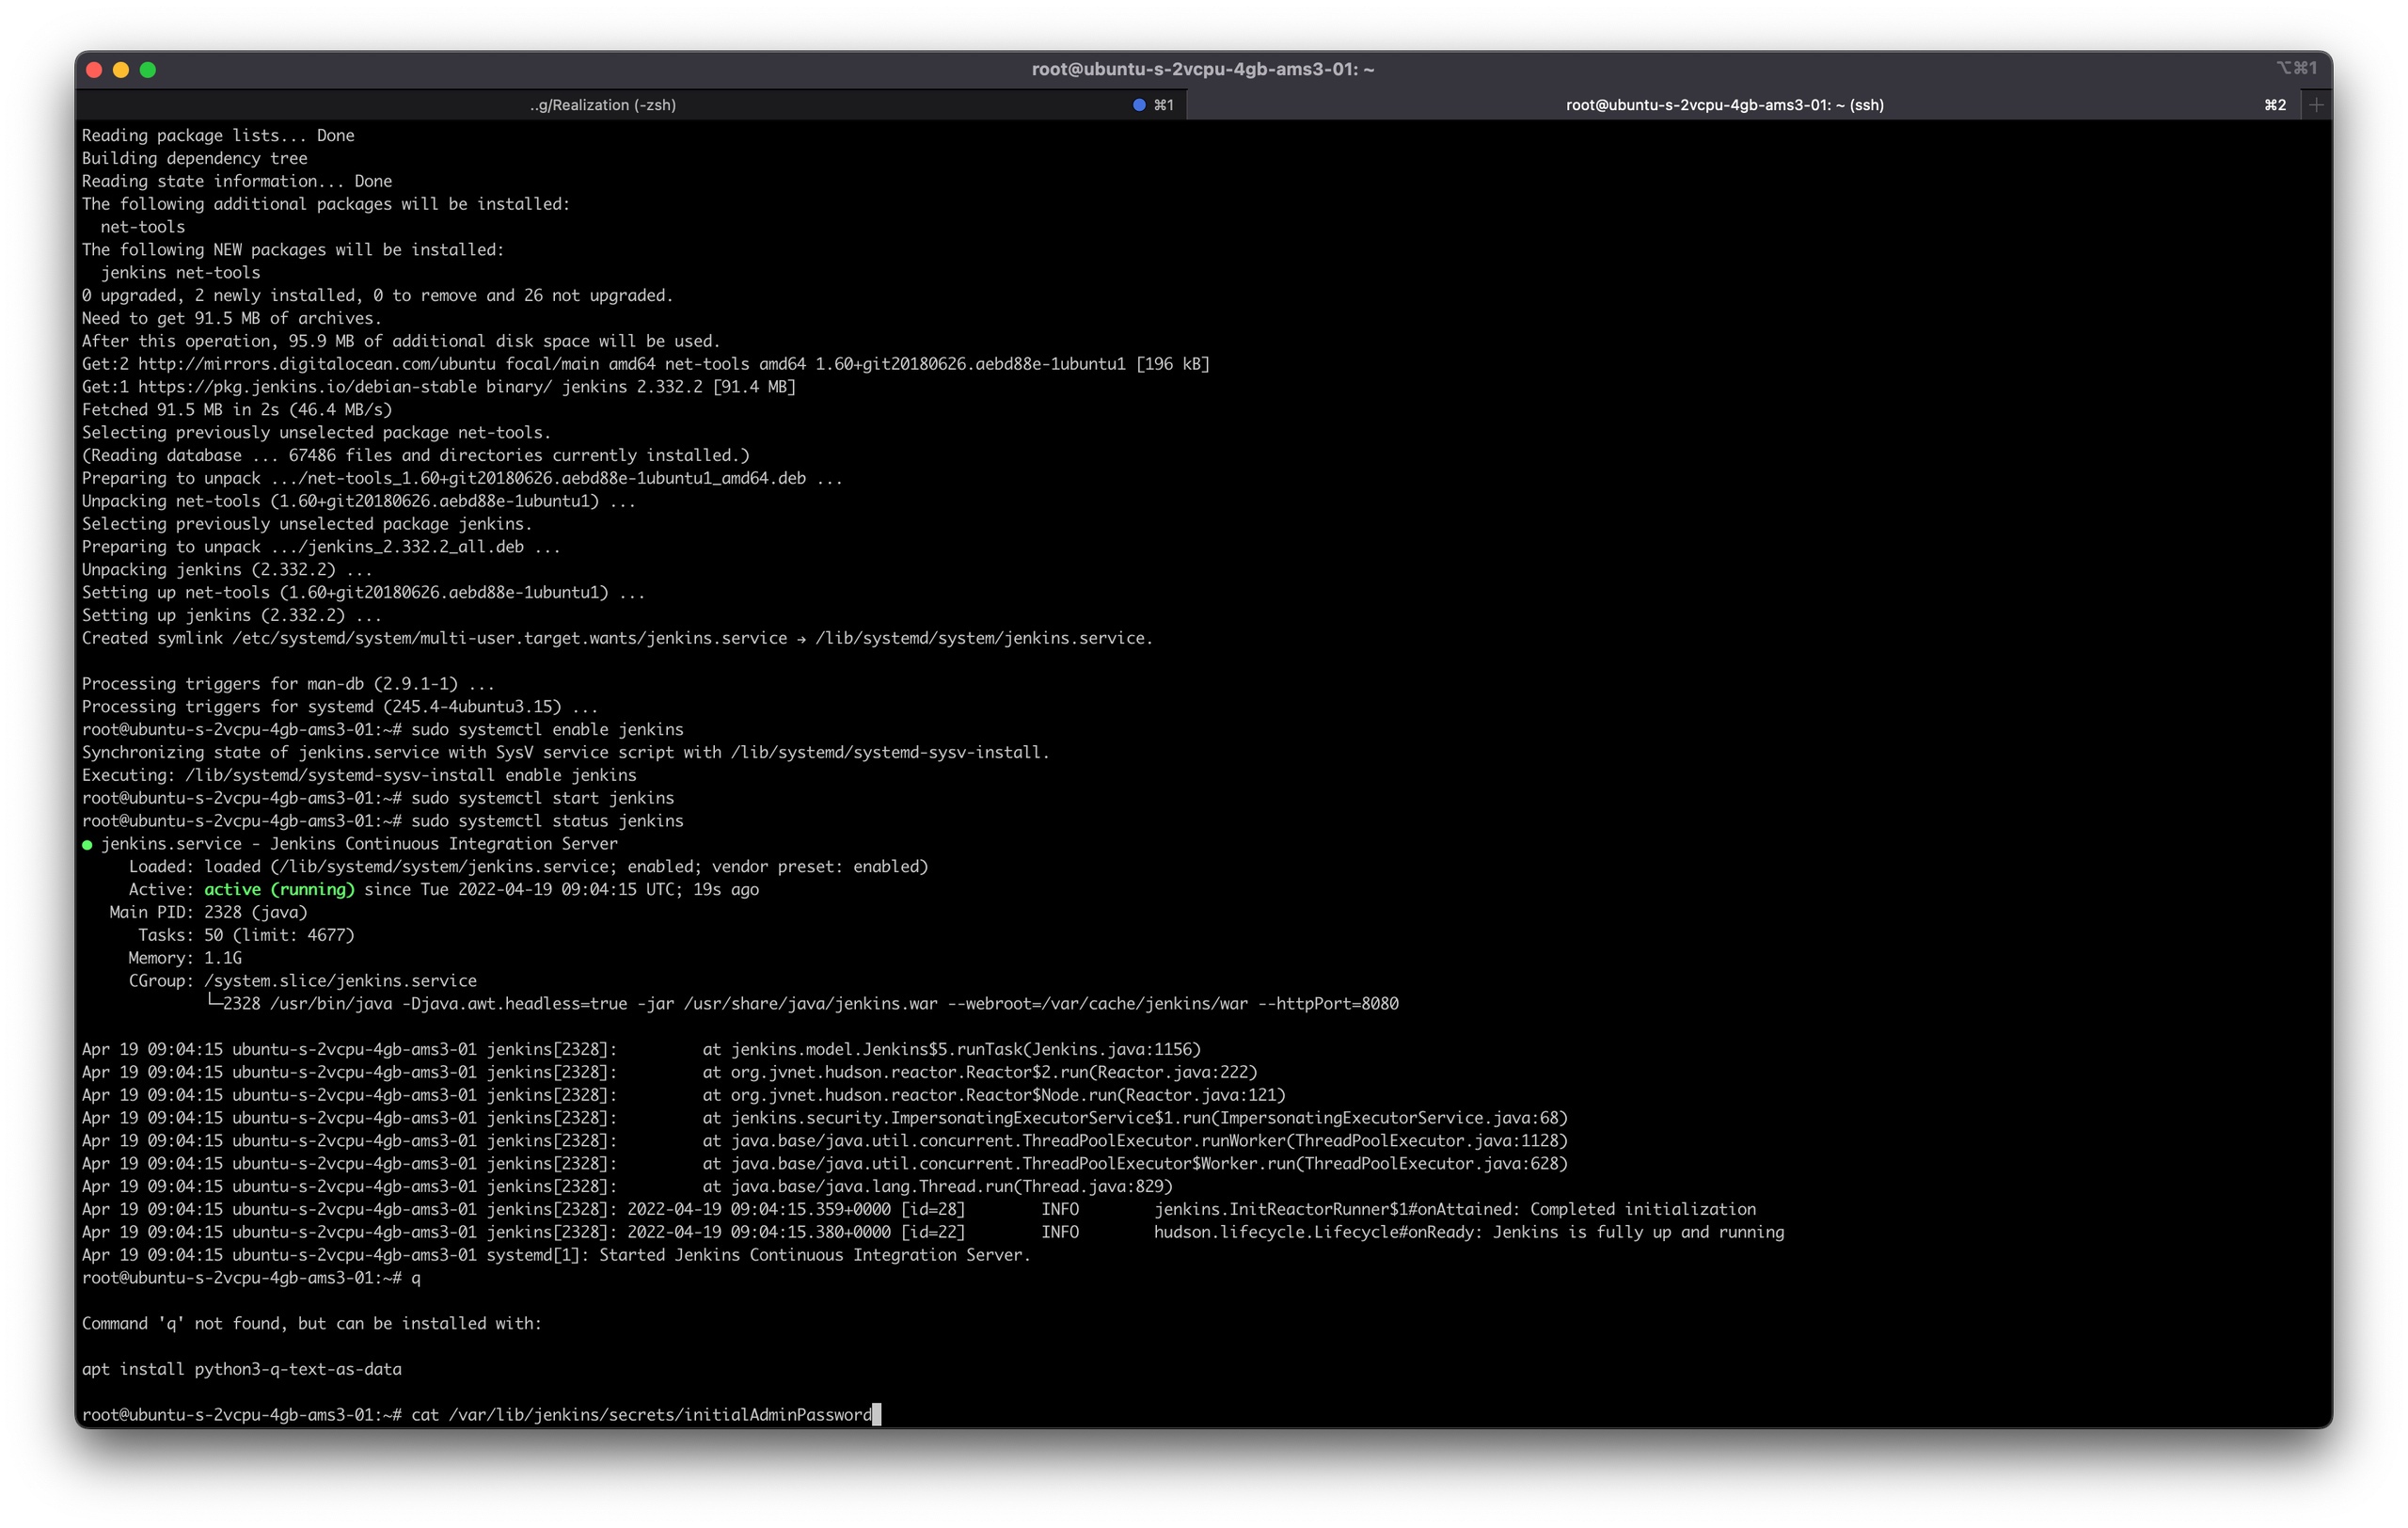 root@ubuntu-s-2vcpu-4gb-ams3-01: ~
⌥⌘1
..g/Realization (-zsh)
⌘1
root@ubuntu-s-2vcpu-4gb-ams3-01: ~ (ssh)
⌘2
Reading package lists... Done
Building dependency tree
Reading state information... Done
The following additional packages will be installed:
  net-tools
The following NEW packages will be installed:
  jenkins net-tools
0 upgraded, 2 newly installed, 0 to remove and 26 not upgraded.
Need to get 91.5 MB of archives.
After this operation, 95.9 MB of additional disk space will be used.
Get:2 http://mirrors.digitalocean.com/ubuntu focal/main amd64 net-tools amd64 1.60+git20180626.aebd88e-1ubuntu1 [196 kB]
Get:1 https://pkg.jenkins.io/debian-stable binary/ jenkins 2.332.2 [91.4 MB]
Fetched 91.5 MB in 2s (46.4 MB/s)
Selecting previously unselected package net-tools.
(Reading database ... 67486 files and directories currently installed.)
Preparing to unpack .../net-tools_1.60+git20180626.aebd88e-1ubuntu1_amd64.deb ...
Unpacking net-tools (1.60+git20180626.aebd88e-1ubuntu1) ...
Selecting previously unselected package jenkins.
Preparing to unpack .../jenkins_2.332.2_all.deb ...
Unpacking jenkins (2.332.2) ...
Setting up net-tools (1.60+git20180626.aebd88e-1ubuntu1) ...
Setting up jenkins (2.332.2) ...
Created symlink /etc/systemd/system/multi-user.target.wants/jenkins.service → /lib/systemd/system/jenkins.service.
Processing triggers for man-db (2.9.1-1) ...
Processing triggers for systemd (245.4-4ubuntu3.15) ...
root@ubuntu-s-2vcpu-4gb-ams3-01:~# sudo systemctl enable jenkins
Synchronizing state of jenkins.service with SysV service script with /lib/systemd/systemd-sysv-install.
Executing: /lib/systemd/systemd-sysv-install enable jenkins
root@ubuntu-s-2vcpu-4gb-ams3-01:~# sudo systemctl start jenkins
root@ubuntu-s-2vcpu-4gb-ams3-01:~# sudo systemctl status jenkins
● jenkins.service - Jenkins Continuous Integration Server
     Loaded: loaded (/lib/systemd/system/jenkins.service; enabled; vendor preset: enabled)
     Active: active (running) since Tue 2022-04-19 09:04:15 UTC; 19s ago
   Main PID: 2328 (java)
      Tasks: 50 (limit: 4677)
     Memory: 1.1G
     CGroup: /system.slice/jenkins.service
             └─2328 /usr/bin/java -Djava.awt.headless=true -jar /usr/share/java/jenkins.war --webroot=/var/cache/jenkins/war --httpPort=8080
Apr 19 09:04:15 ubuntu-s-2vcpu-4gb-ams3-01 jenkins[2328]:         at jenkins.model.Jenkins$5.runTask(Jenkins.java:1156)
Apr 19 09:04:15 ubuntu-s-2vcpu-4gb-ams3-01 jenkins[2328]:         at org.jvnet.hudson.reactor.Reactor$2.run(Reactor.java:222)
Apr 19 09:04:15 ubuntu-s-2vcpu-4gb-ams3-01 jenkins[2328]:         at org.jvnet.hudson.reactor.Reactor$Node.run(Reactor.java:121)
Apr 19 09:04:15 ubuntu-s-2vcpu-4gb-ams3-01 jenkins[2328]:         at jenkins.security.ImpersonatingExecutorService$1.run(ImpersonatingExecutorService.java:68)
Apr 19 09:04:15 ubuntu-s-2vcpu-4gb-ams3-01 jenkins[2328]:         at java.base/java.util.concurrent.ThreadPoolExecutor.runWorker(ThreadPoolExecutor.java:1128)
Apr 19 09:04:15 ubuntu-s-2vcpu-4gb-ams3-01 jenkins[2328]:         at java.base/java.util.concurrent.ThreadPoolExecutor$Worker.run(ThreadPoolExecutor.java:628)
Apr 19 09:04:15 ubuntu-s-2vcpu-4gb-ams3-01 jenkins[2328]:         at java.base/java.lang.Thread.run(Thread.java:829)
Apr 19 09:04:15 ubuntu-s-2vcpu-4gb-ams3-01 jenkins[2328]: 2022-04-19 09:04:15.359+0000 [id=28]        INFO        jenkins.InitReactorRunner$1#onAttained: Completed initialization
Apr 19 09:04:15 ubuntu-s-2vcpu-4gb-ams3-01 jenkins[2328]: 2022-04-19 09:04:15.380+0000 [id=22]        INFO        hudson.lifecycle.Lifecycle#onReady: Jenkins is fully up and running
Apr 19 09:04:15 ubuntu-s-2vcpu-4gb-ams3-01 systemd[1]: Started Jenkins Continuous Integration Server.
root@ubuntu-s-2vcpu-4gb-ams3-01:~# q
Command 'q' not found, but can be installed with:
apt install python3-q-text-as-data
root@ubuntu-s-2vcpu-4gb-ams3-01:~# cat /var/lib/jenkins/secrets/initialAdminPassword